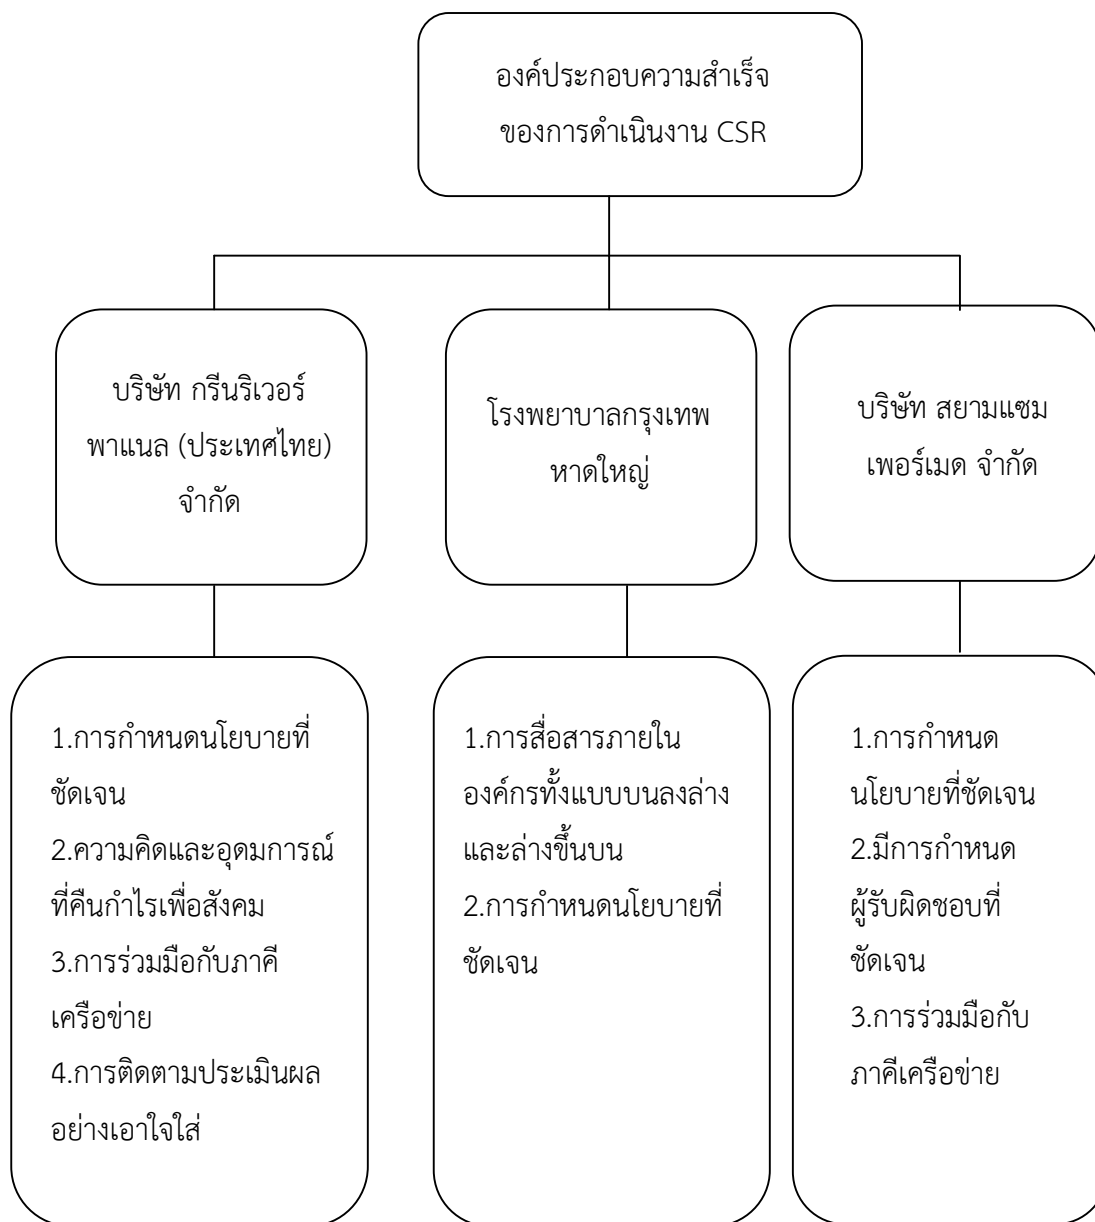 องค์ประกอบความสำเร็จ
ของการดำเนินงาน CSR
บริษัท กรีนริเวอร์
พาแนล (ประเทศไทย)
จำกัด
โรงพยาบาลกรุงเทพ
หาดใหญ่
บริษัท สยามแซม
เพอร์เมด จำกัด
1.การกำหนดนโยบายที่
ชัดเจน
2.ความคิดและอุดมการณ์
ที่คืนกำไรเพื่อสังคม
3.การร่วมมือกับภาคี
เครือข่าย
4.การติดตามประเมินผล
อย่างเอาใจใส่
1.การสื่อสารภายใน
องค์กรทั้งแบบบนลงล่าง
และล่างขึ้นบน
2.การกำหนดนโยบายที่
ชัดเจน
1.การกำหนด
นโยบายที่ชัดเจน
2.มีการกำหนด
ผู้รับผิดชอบที่
ชัดเจน
3.การร่วมมือกับ
ภาคีเครือข่าย